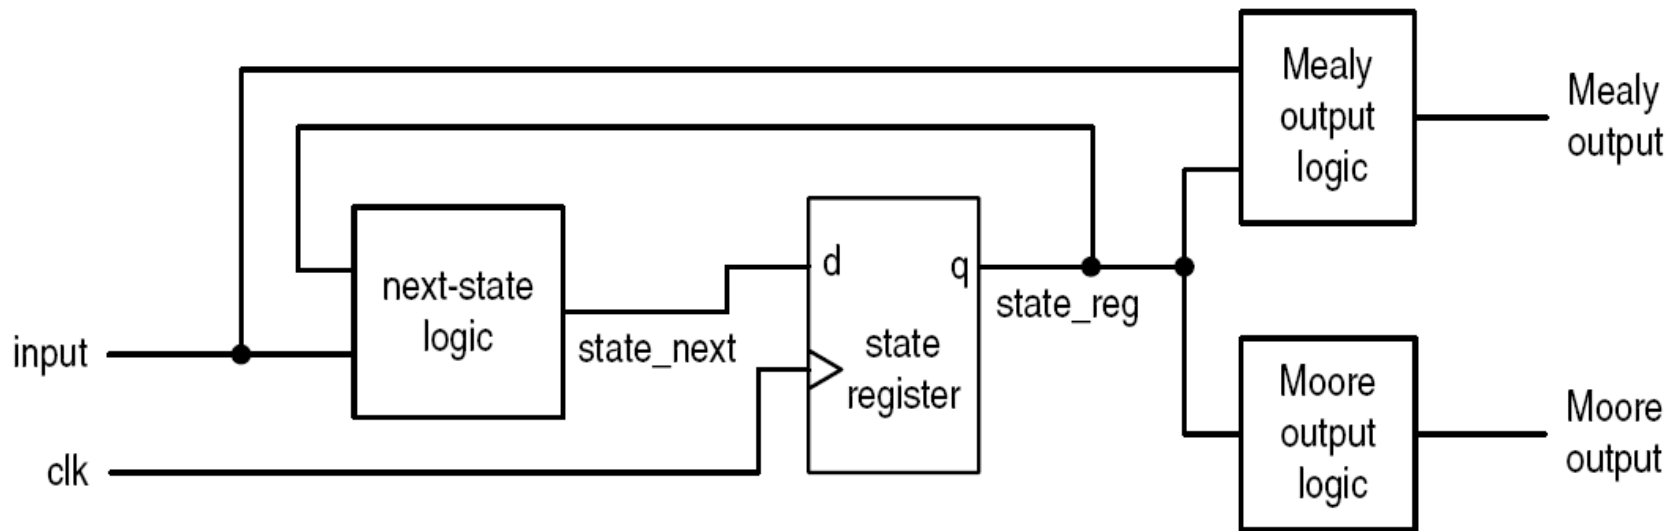 Mealy
output
logic
Mealy
output
next-state
logic
d
q
state_reg
input
state_next
state
register
Moore
output
logic
Moore
output
clk